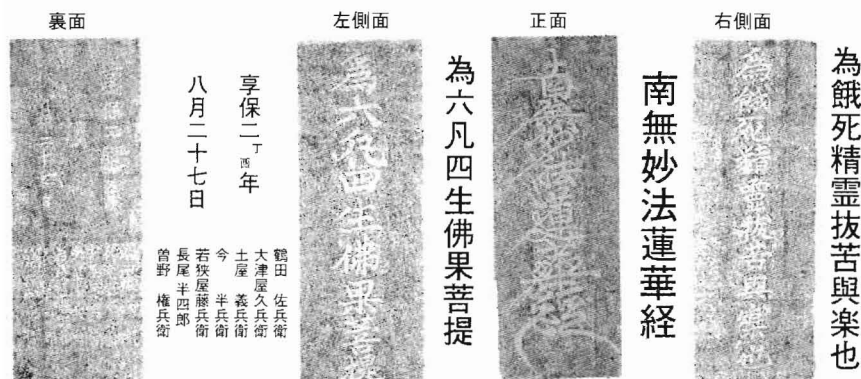 右側面
為餓死精霊抜苦與楽也
正面
南無妙法蓮華経
左側面
為六凡四生佛果菩提
裏面
享保二丁酉年
八月二十七日
鶴田 佐兵衛
大津屋久兵衛
土屋 義兵衛
今 半兵衛
若狭屋藤兵衛
長尾半四郎
曽野 権兵衛